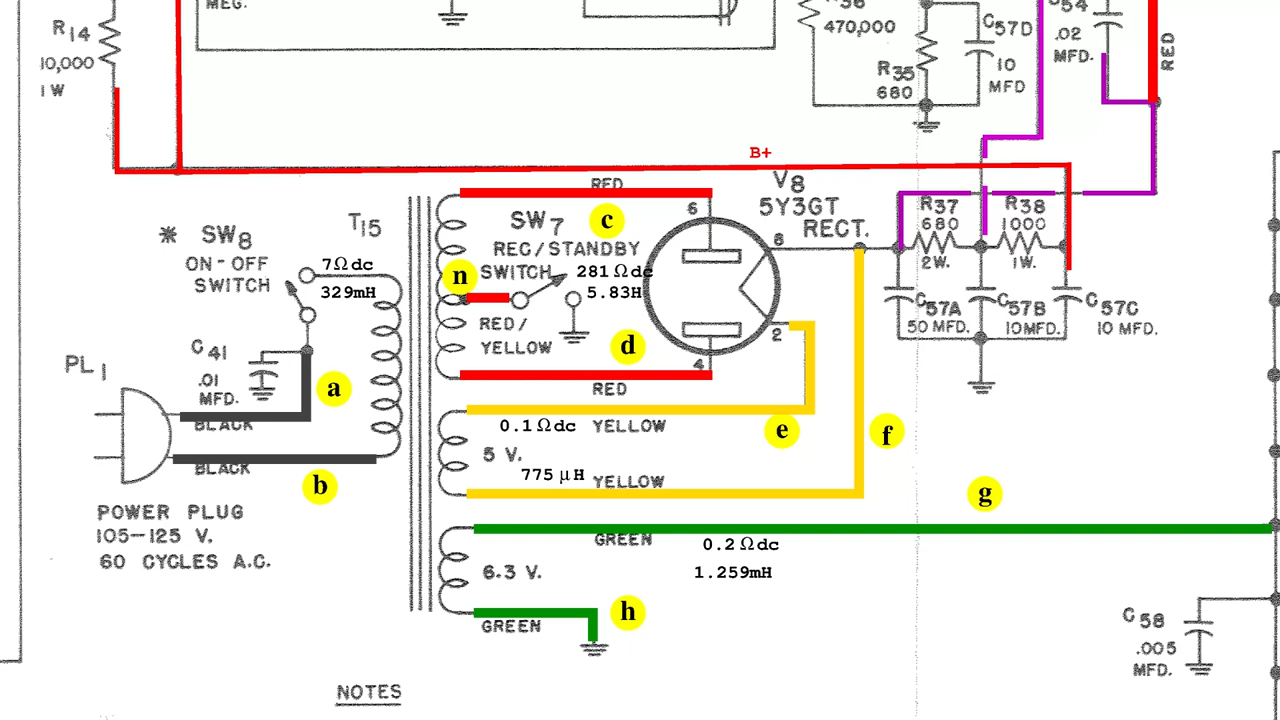 MEG.
R14
10,000
1W
470,000
C57D
10
MFD
R35
680
C54
.02
MFD.
RED
B+
V8
5Y3GT
RECT.
RED
6
T15
c
SW7
REC/STANDBY
SWITCH
281Ωdc
5.83H
n
RED/
YELLOW
d
RED
4
8
2
* SW8
ON-OFF
SWITCH
7Ωdc
329mH
R37
680
2W.
R38
1000
1W.
C57A
50 MFD.
C57B
10MFD.
C57C
10 MFD.
C41
.01
MFD.
PL1
a
BLACK
BLACK
b
POWER PLUG
105-125 V.
60 CYCLES A.C.
0.1Ωdc YELLOW
e
f
5 V.
775 μH YELLOW
g
GREEN
0.2Ωdc
6.3 V.
1.259mH
h
GREEN
C58
.005
MFD.
NOTES